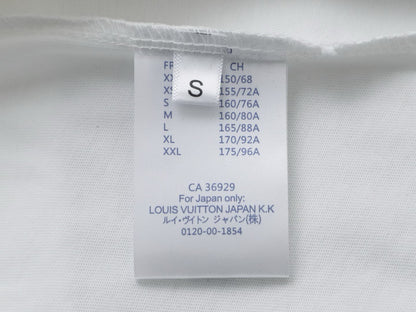 FR CH
XXS 150/68
XS 155/72A
S 160/76A
M 160/80A
L 165/88A
XL 170/92A
XXL 175/96A
S
CA 36929
For Japan only:
LOUIS VUITTON JAPAN K.K
ルイ・ヴィトン ジャパン(株)
0120-00-1854